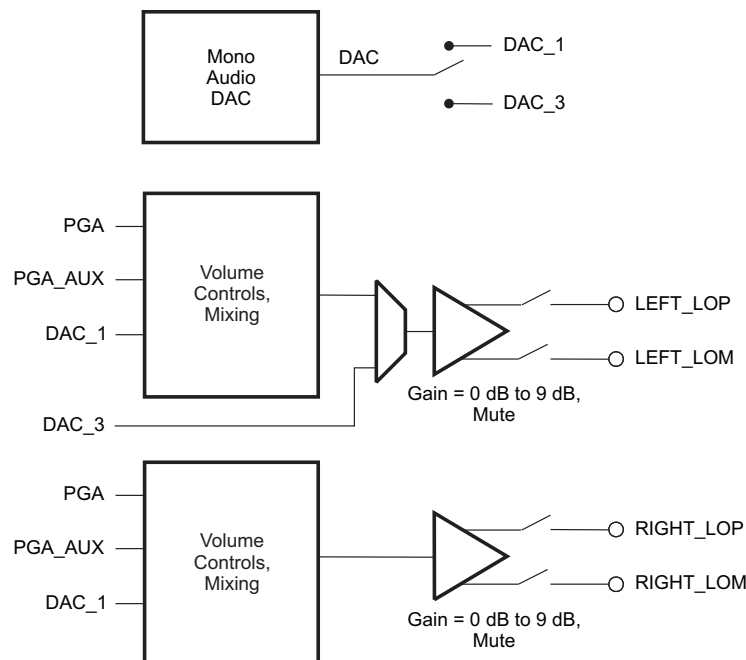 Mono
Audio
DAC
DAC
DAC_1
DAC_3
PGA
PGA_AUX
DAC_1
DAC_3
Volume
Controls,
Mixing
LEFT_LOP
LEFT_LOM
Gain = 0 dB to 9 dB,
Mute
PGA
PGA_AUX
DAC_1
Volume
Controls,
Mixing
RIGHT_LOP
RIGHT_LOM
Gain = 0 dB to 9 dB,
Mute